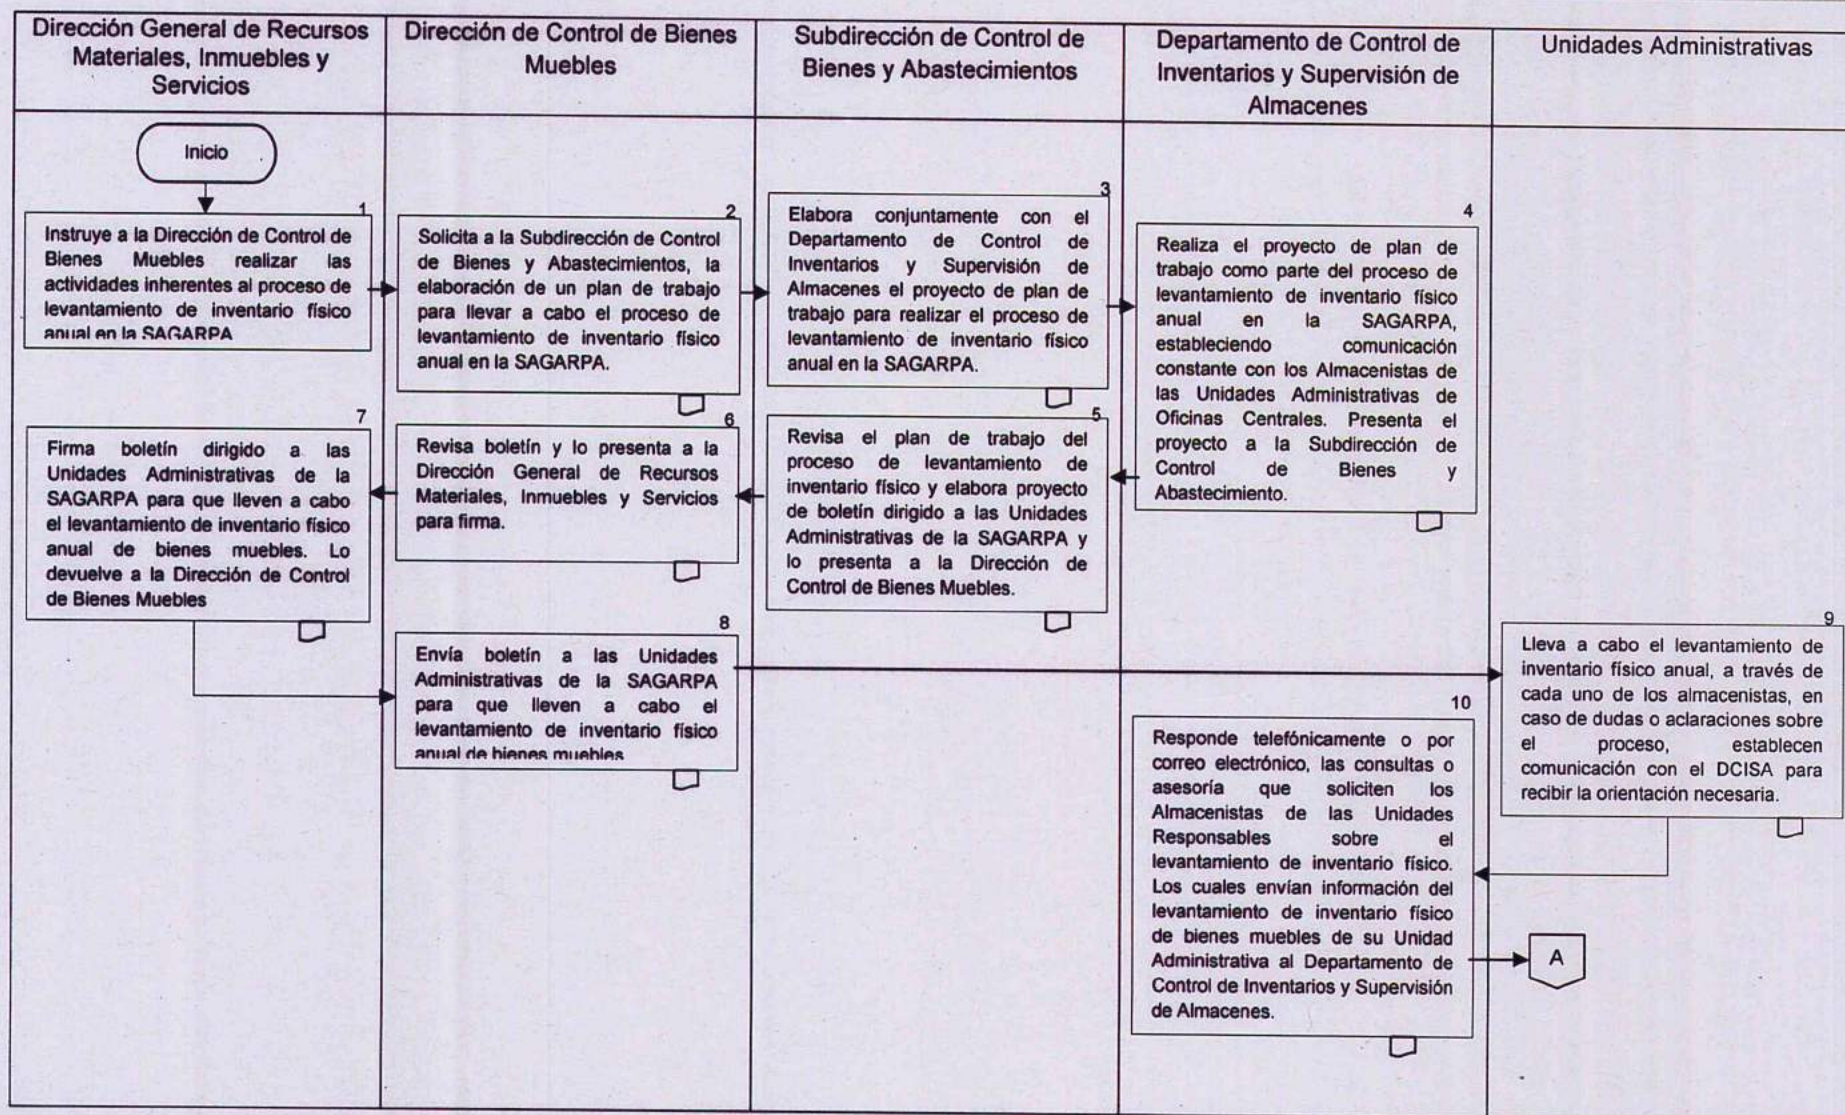 Dirección General de Recursos
Materiales, Inmuebles y
Servicios
Dirección de Control de Bienes
Muebles
Subdirección de Control de
Bienes y Abastecimientos
Departamento de Control de
Inventarios y Supervisión de
Almacenes
Unidades Administrativas
Inicio
1
Instruye a la Dirección de Control de
Bienes Muebles realizar las
actividades inherentes al proceso de
levantamiento de inventario físico
anual en la SAGARPA
2
Solicita a la Subdirección de Control
de Bienes y Abastecimientos, la
elaboración de un plan de trabajo
para llevar a cabo el proceso de
levantamiento de inventario físico
anual en la SAGARPA.
3
Elabora conjuntamente con el
Departamento de Control de
Inventarios y Supervisión de
Almacenes el proyecto de plan de
trabajo para realizar el proceso de
levantamiento de inventario físico
anual en la SAGARPA.
4
Realiza el proyecto de plan de
trabajo como parte del proceso de
levantamiento de inventario físico
anual en la SAGARPA,
estableciendo comunicación
constante con los Almacenistas de
las Unidades Administrativas de
Oficinas Centrales. Presenta el
proyecto a la Subdirección de
Control de Bienes y
Abastecimiento.
5
Revisa el plan de trabajo del
proceso de levantamiento de
inventario físico y elabora proyecto
de boletín dirigido a las Unidades
Administrativas de la SAGARPA y
lo presenta a la Dirección de
Control de Bienes Muebles.
6
Revisa boletín y lo presenta a la
Dirección General de Recursos
Materiales, Inmuebles y Servicios
para firma.
7
Firma boletín dirigido a las
Unidades Administrativas de la
SAGARPA para que lleven a cabo
el levantamiento de inventario físico
anual de bienes muebles. Lo
devuelve a la Dirección de Control
de Bienes Muebles
8
Envía boletín a las Unidades
Administrativas de la SAGARPA
para que lleven a cabo el
levantamiento de inventario físico
anual de bienes muebles
9
Lleva a cabo el levantamiento de
inventario físico anual, a través de
cada uno de los almacenistas, en
caso de dudas o aclaraciones sobre
el proceso, establecen
comunicación con el DCISA para
recibir la orientación necesaria.
10
Responde telefónicamente o por
correo electrónico, las consultas o
asesoría que soliciten los
Almacenistas de las Unidades
Responsables sobre el
levantamiento de inventario físico.
Los cuales envían información del
levantamiento de inventario físico
de bienes muebles de su Unidad
Administrativa al Departamento de
Control de Inventarios y Supervisión
de Almacenes.
A